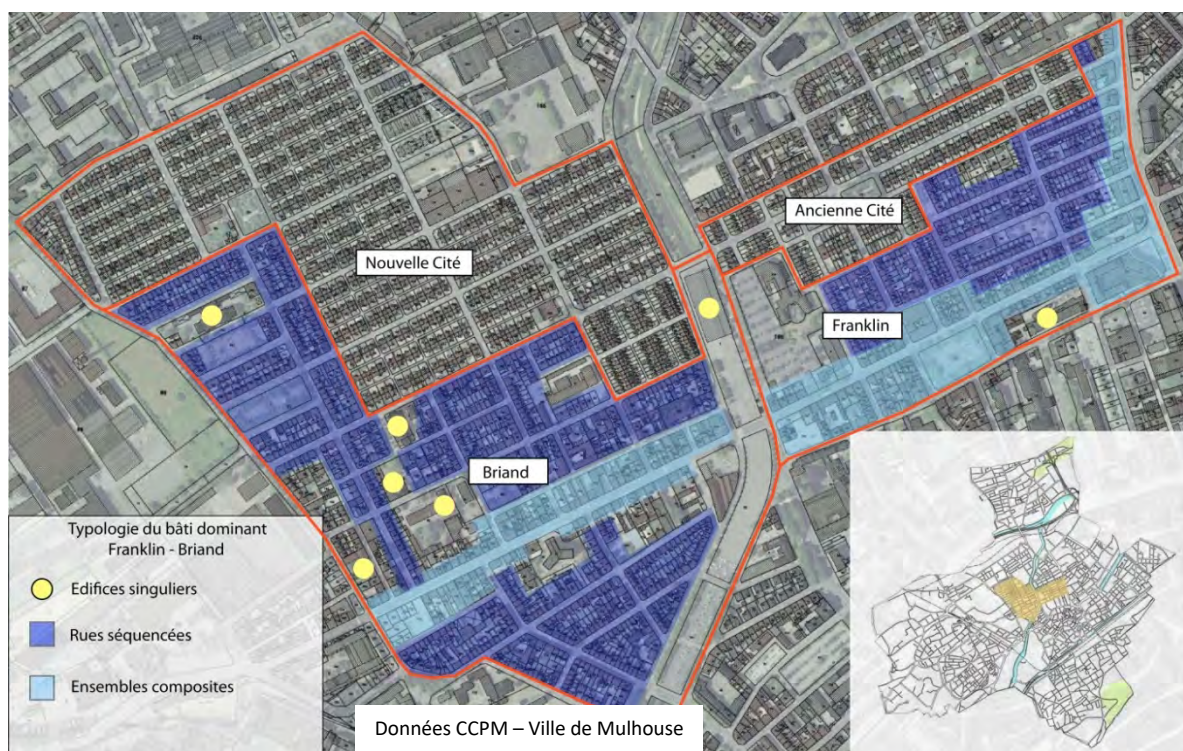 Ancienne Cité
Nouvelle Cité
Franklin
Briand
Typologie du bâti dominant
Franklin - Briand
Edifices singuliers
Rues séquencées
Ensembles composites
Données CCPM – Ville de Mulhouse